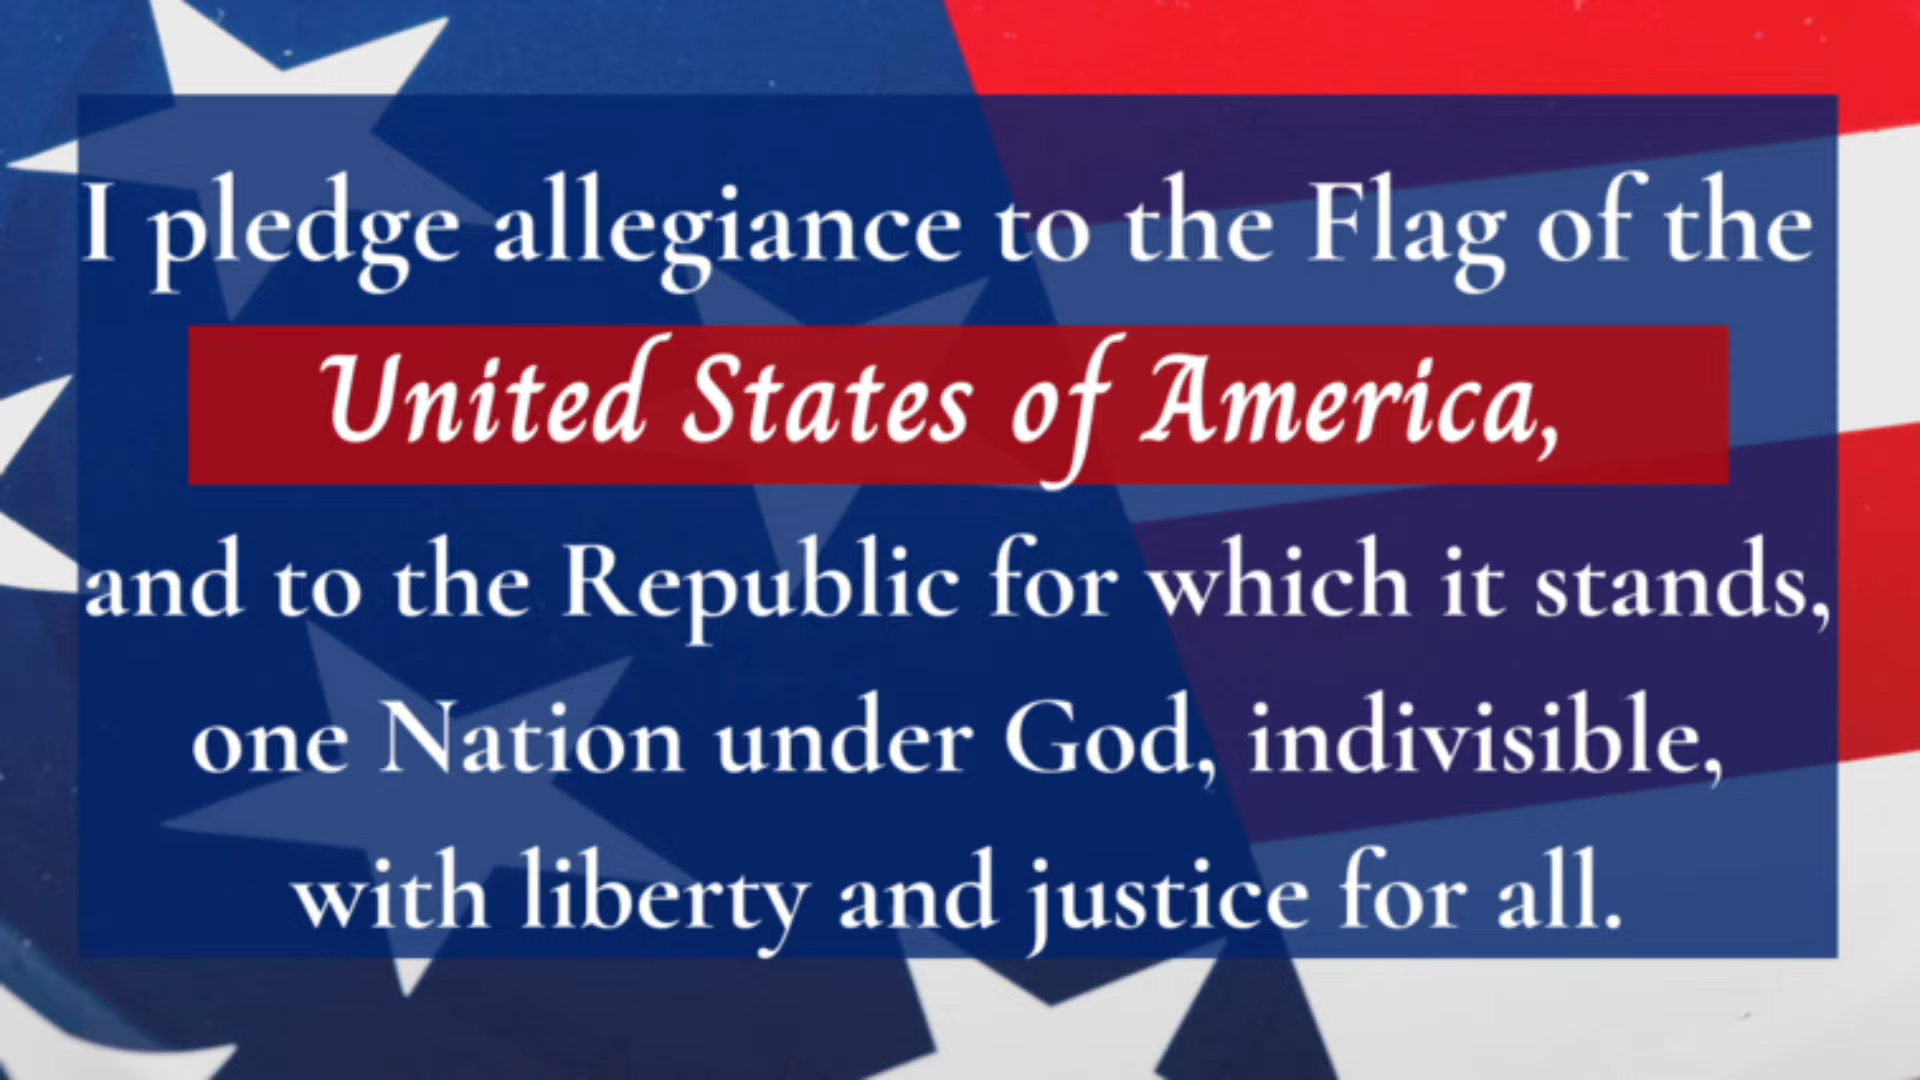 I pledge allegiance to the Flag of the
United States of America,
and to the Republic for which it stands,
one Nation under God, indivisible,
with liberty and justice for all.